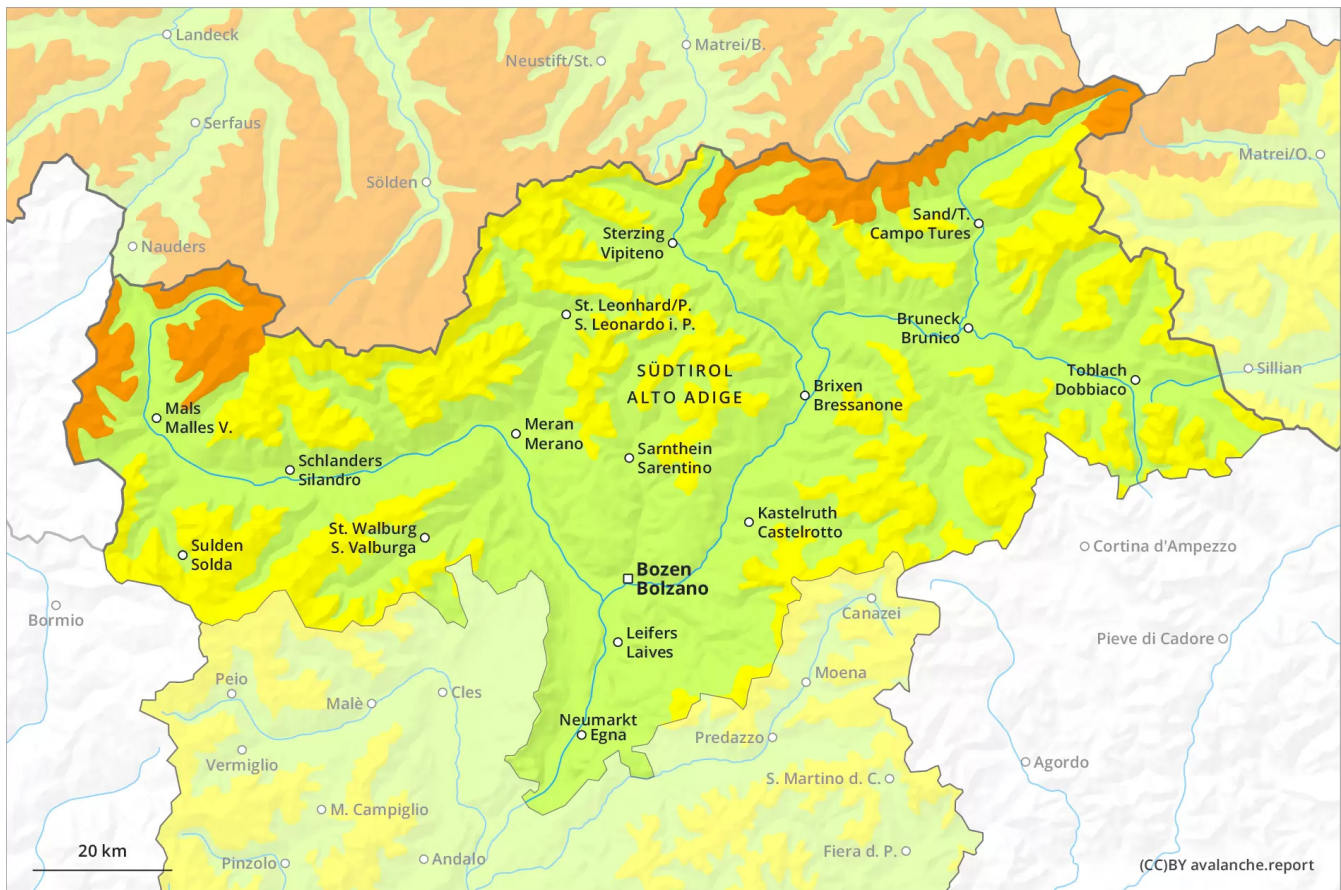 Landeck
Matrei/B.
Neustift/St.
Serfaus
Matrei/O.
Sölden
Sand/T.
Campo Tures
Sterzing
Vipiteno
Nauders
St. Leonhard/P.
S. Leonardo i. P.
Bruneck
Brunico
SÜDTIROL
ALTO ADIGE
Toblach
Dobbiaco
Sillian
Brixen
Bressanone
Mals
Malles V.
Meran
Merano
Sarnthein
Sarentino
Schlanders
Silandro
Kastelruth
Castelrotto
St. Walburg
S. Valburga
Sulden
Solda
Cortina d'Ampezzo
Bozen
Bolzano
Bormio
Canazei
Leifers
Laives
Pieve di Cadore
Peio
Moena
Malè
Cles
Neumarkt
Egna
Predazzo
Vermiglio
Agordo
S. Martino d. C.
M. Campiglio
20 km
Pinzolo
Andalo
Fiera d. P.
(CC)BY avalanche.report